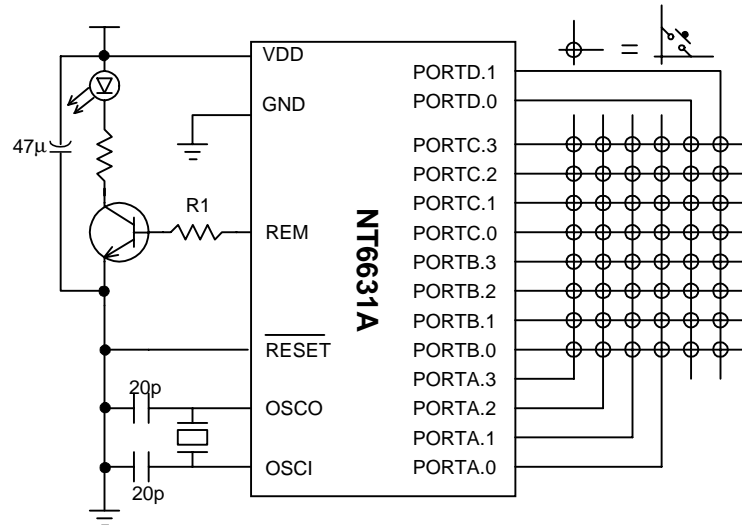 VDD
PORTD.1
=
GND
PORTD.0
47μ
PORTC.3
PORTC.2
R1
PORTC.1
REM
NT6631A
PORTC.0
PORTB.3
PORTB.2
PORTB.1
RESET
PORTB.0
20p
PORTA.3
OSCO
PORTA.2
PORTA.1
OSCI
PORTA.0
20p